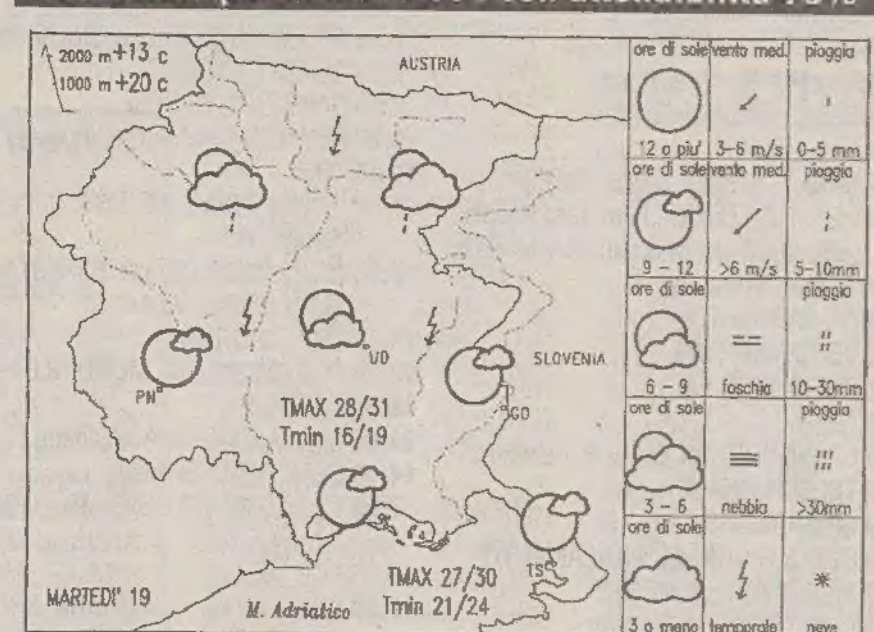 2000 m +13 c
1000 m +20 c
AUSTRIA
UD
SLOVENIA
PN
GO
TMAX 28/31
Tmin 16/19
TS
TMAX 27/30
Tmin 21/24
MARTEDI' 19
M. Adriatico
ore di sole vento med. pioggia
12 o piu' 3-6 m/s 0-5 mm
ore di sole vento med. pioggia
9 - 12 >6 m/s 5-10mm
ore di sole pioggia
6 - 9 foschia 10-30mm
ore di sole pioggia
3 - 6 nebbia >30mm
ore di sole
3 o meno temporale neve